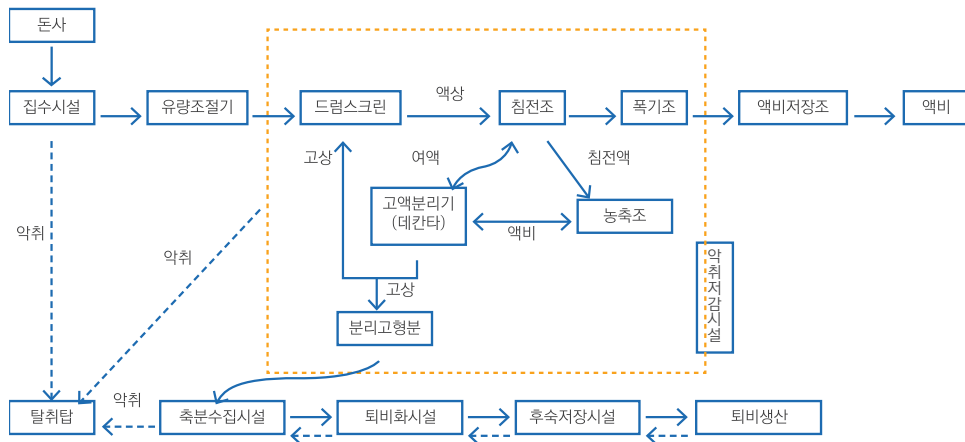 돈사
집수시설
유량조절기
드럼스크린
액상
침전조
폭기조
액비저장조
액비
고상
여액
침전액
고액분리기
(데칸타)
농축조
액비
악취
악취
악취저감시설
고상
분리고형분
탈취탑
악취
축분수집시설
퇴비화시설
후숙저장시설
퇴비생산